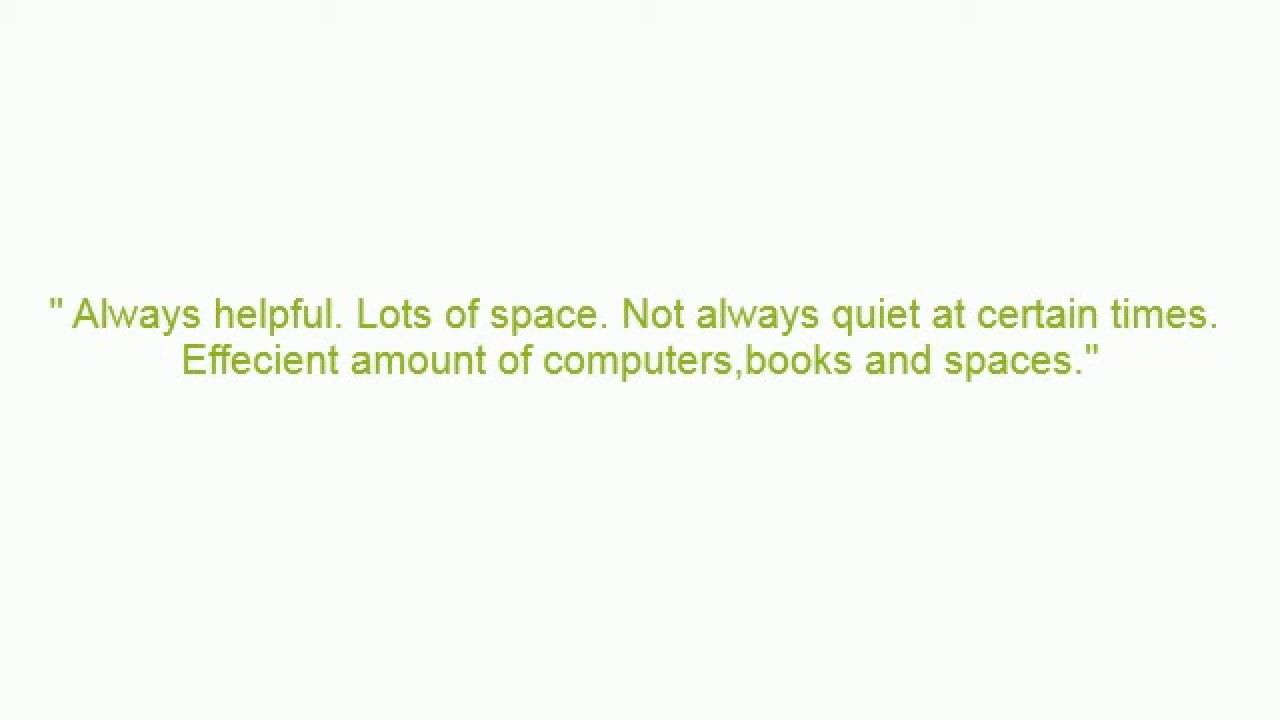 " Always helpful. Lots of space. Not always quiet at certain times.
Effecient amount of computers,books and spaces."